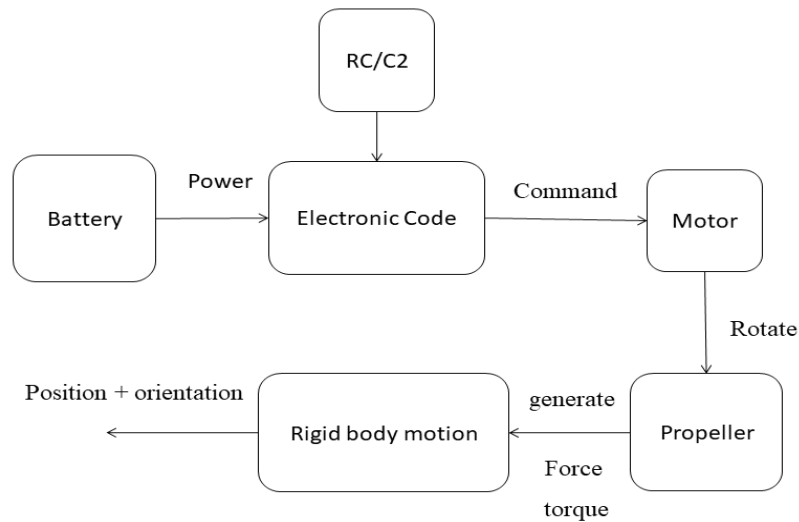 RC/C2
Power
Battery
Electronic Code
Command
Motor
Rotate
Position + orientation
Rigid body motion
generate
Force
torque
Propeller